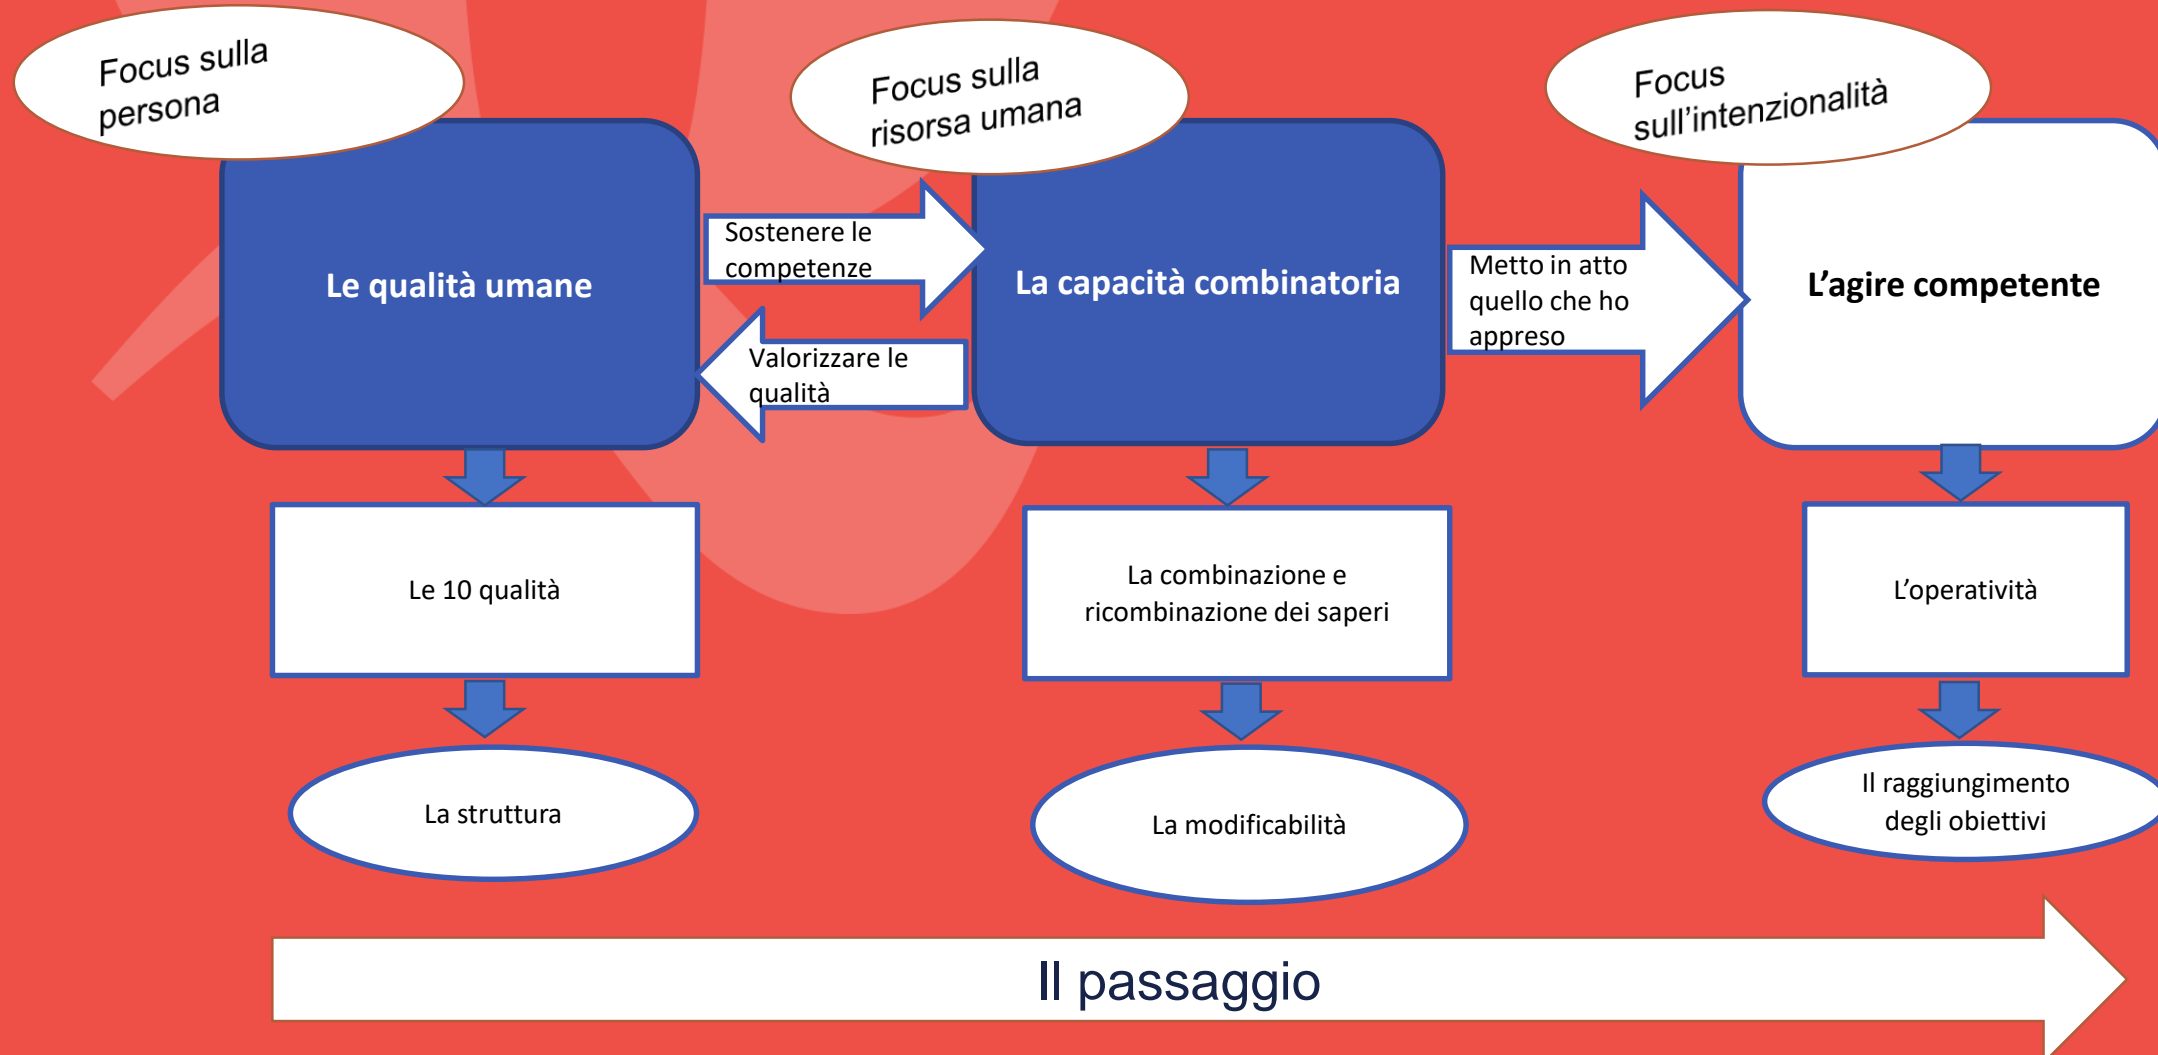 Focus sulla
persona
Focus sulla
risorsa umana
Focus
sull’intenzionalità
Le qualità umane
Sostenere le
competenze
Valorizzare le
qualità
La capacità combinatoria
Metto in atto
quello che ho
appreso
L’agire competente
Le 10 qualità
La combinazione e
ricombinazione dei saperi
L’operatività
La struttura
La modificabilità
Il raggiungimento
degli obiettivi
Il passaggio